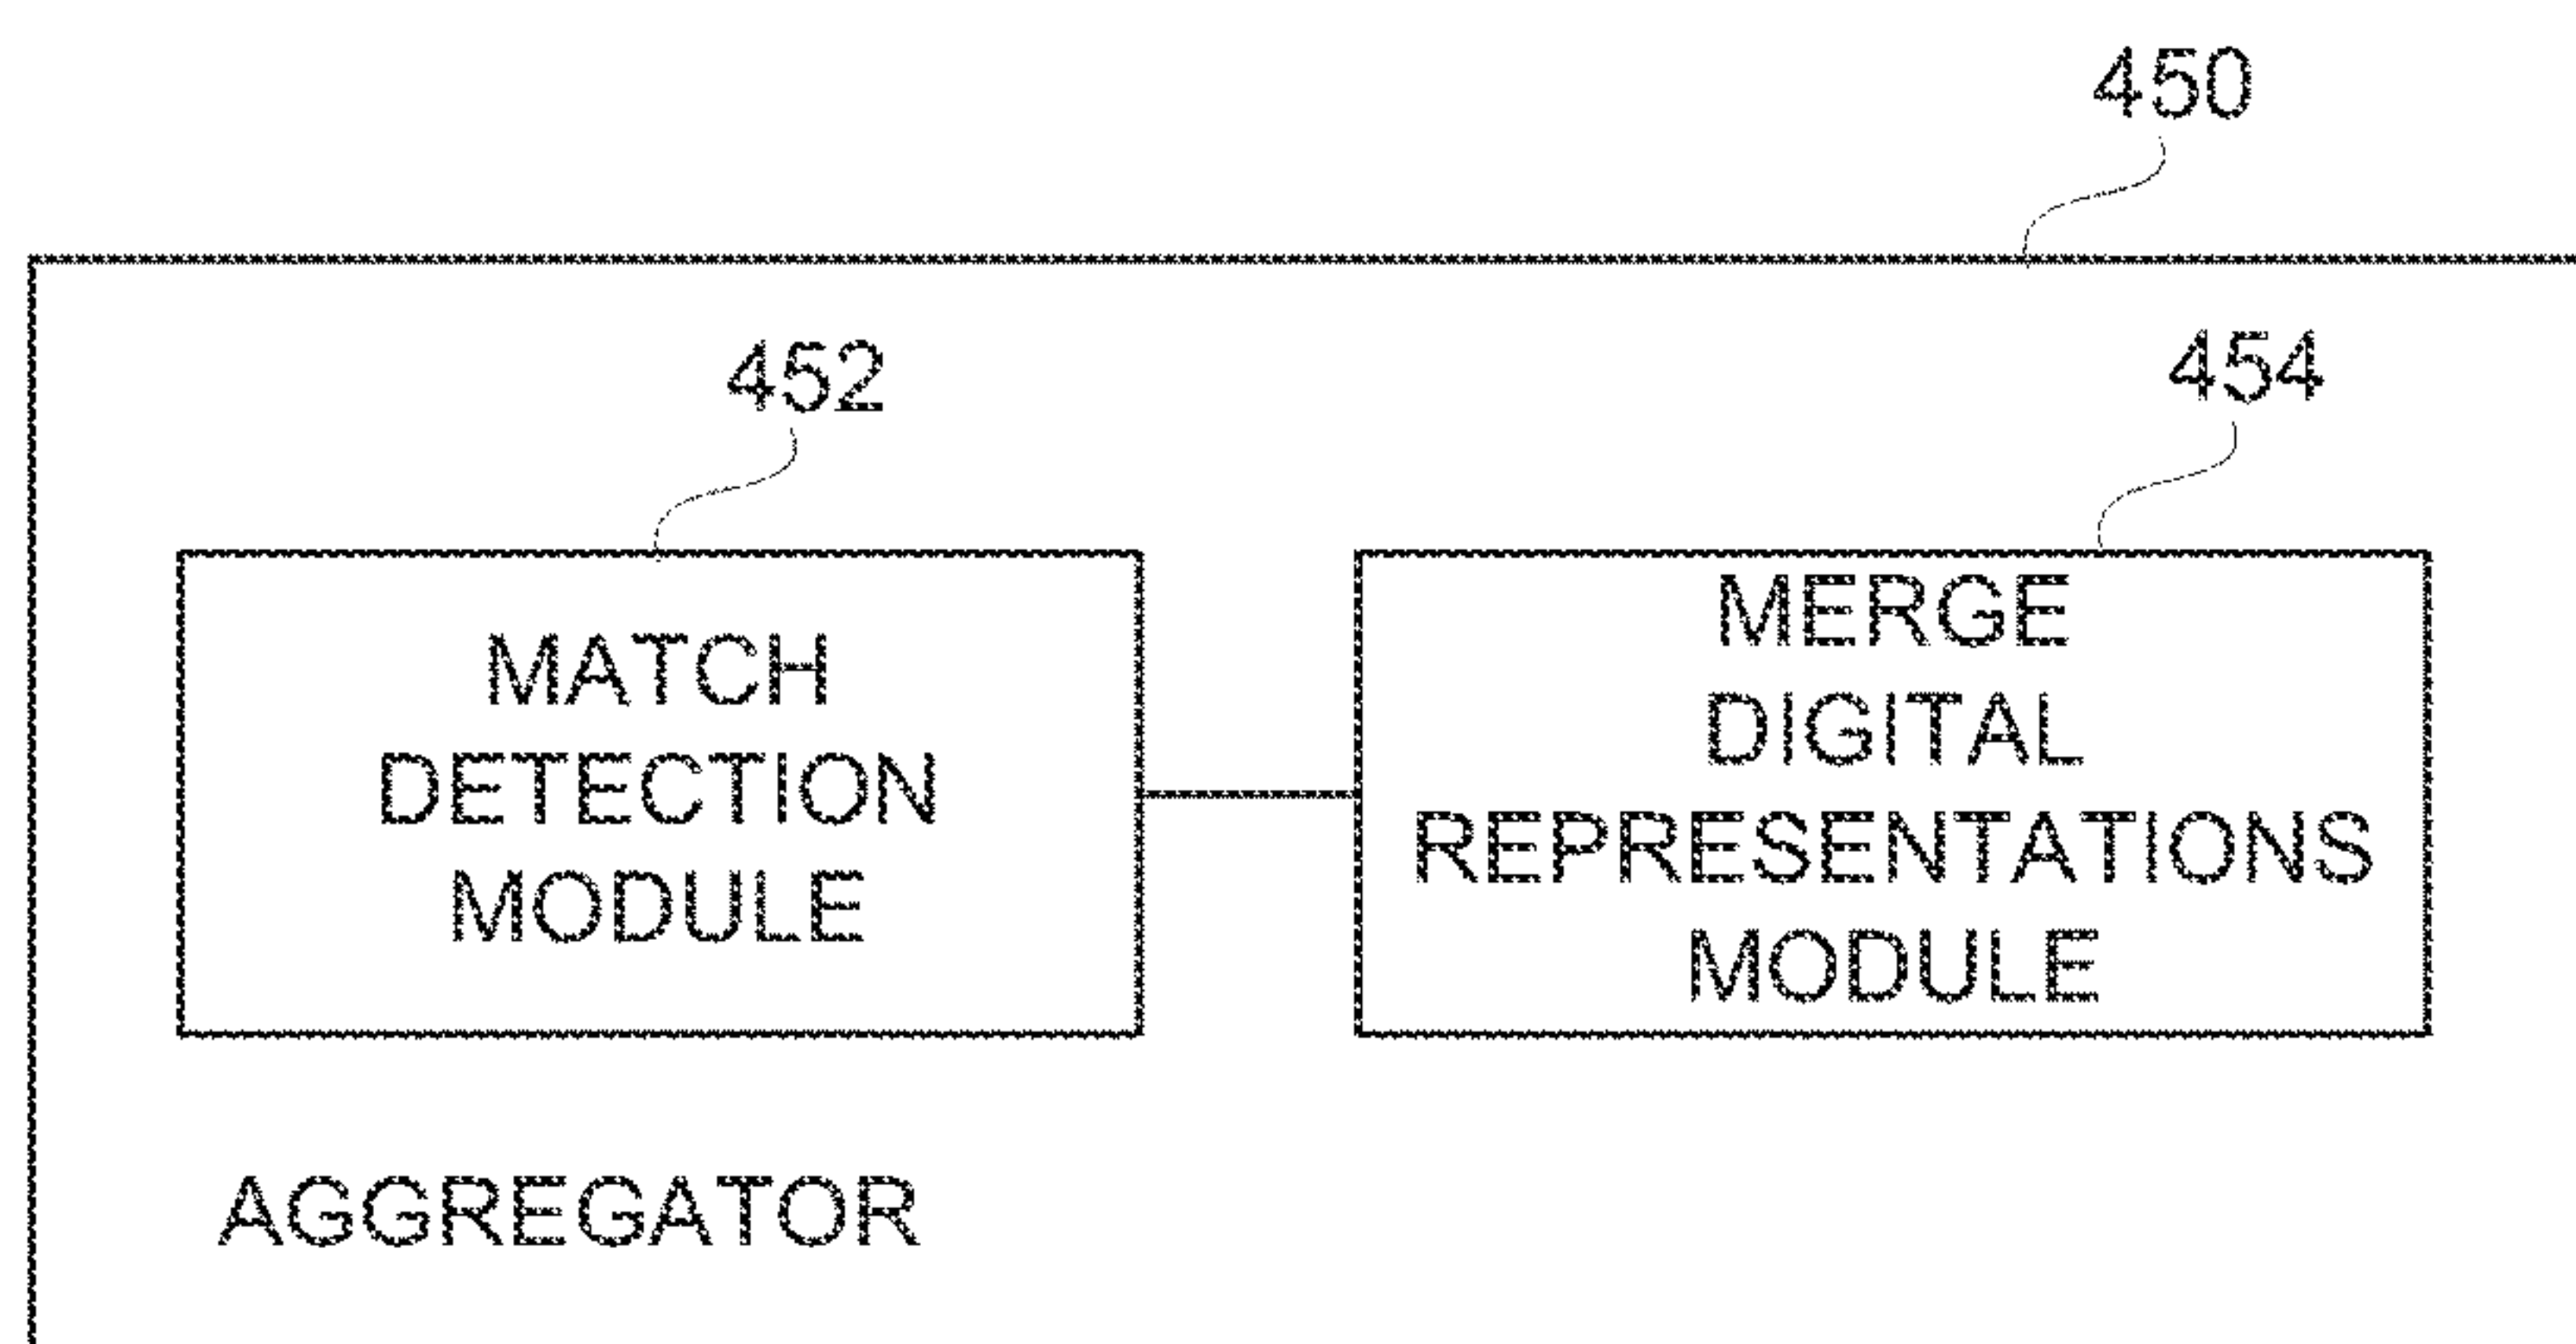 450
452
454
MATCH
DETECTION
MODULE
MERGE
DIGITAL
REPRESENTATIONS
MODULE
AGGREGATOR